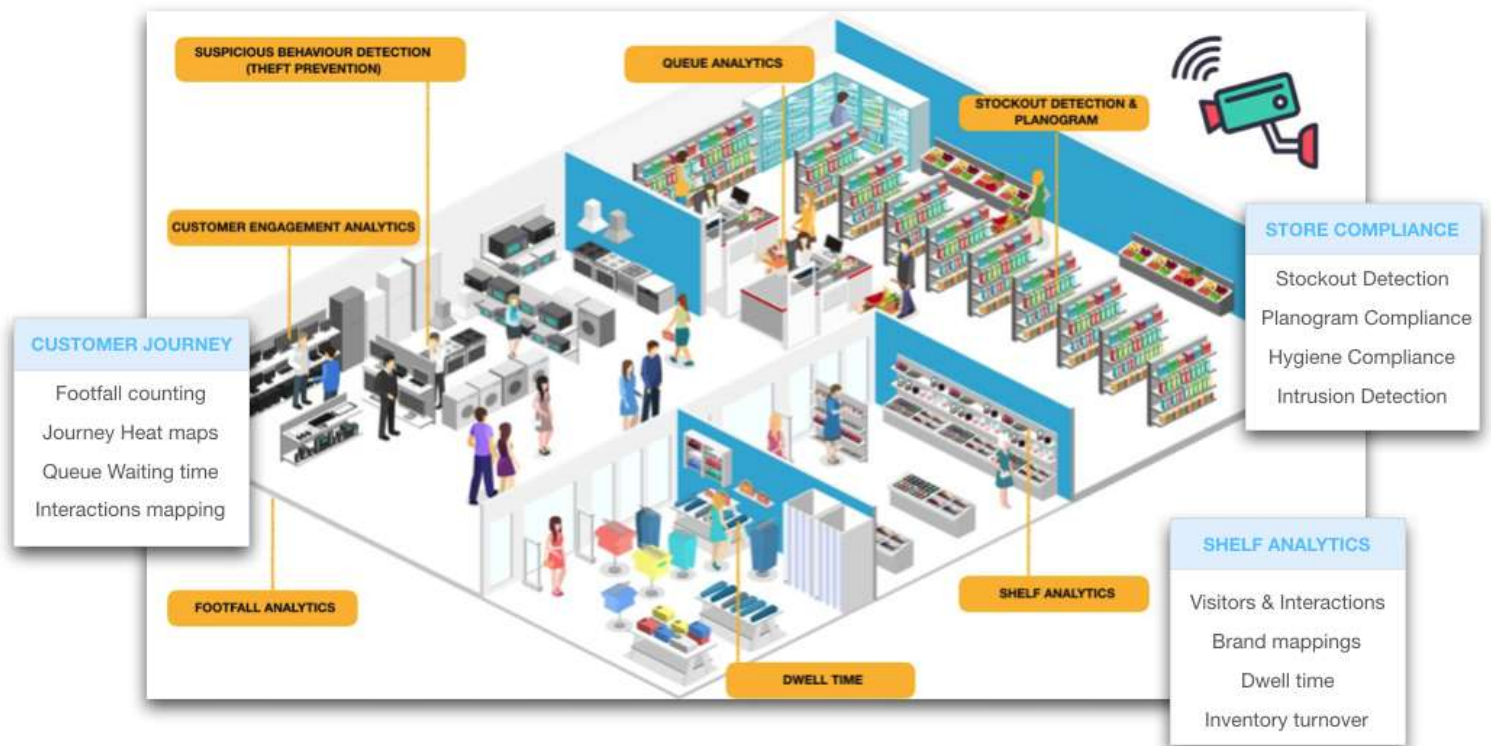 SUSPICIOUS BEHAVIOUR DETECTION
(THEFT PREVENTION)
QUEUE ANALYTICS
STOCKOUT DETECTION &
PLANOGRAM
CUSTOMER ENGAGEMENT ANALYTICS
STORE COMPLIANCE
Stockout Detection
Planogram Compliance
Hygiene Compliance
Intrusion Detection
CUSTOMER JOURNEY
Footfall counting
Journey Heat maps
Queue Waiting time
Interactions mapping
FOOTFALL ANALYTICS
SHELF ANALYTICS
DWELL TIME
SHELF ANALYTICS
Visitors & Interactions
Brand mappings
Dwell time
Inventory turnover